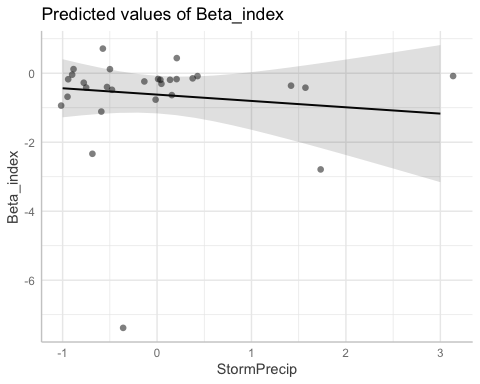 Predicted values of Beta_index
0
-2
-4
-6
Beta_index
-1 0 1 2 3
StormPrecip